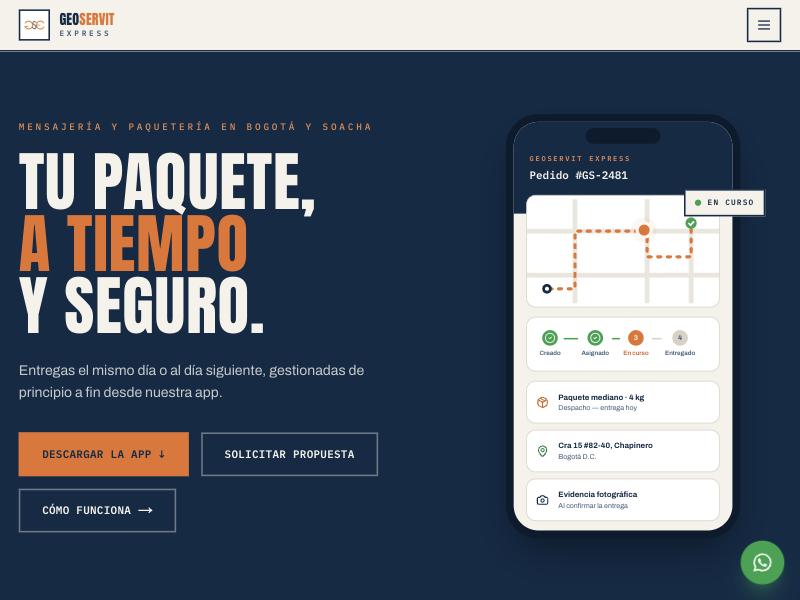 GEOSERVIT
EXPRESS
MENSAJERÍA Y PAQUETERÍA EN BOGOTÁ Y SOACHA
TU PAQUETE,
A TIEMPO
Y SEGURO.
Entregas el mismo día o al día siguiente, gestionadas de
principio a fin desde nuestra app.
DESCARGAR LA APP ↓
SOLICITAR PROPUESTA
CÓMO FUNCIONA →
GEOSERVIT EXPRESS
Pedido #GS-2481
EN CURSO
3
4
Creado
Asignado
En curso
Entregado
Paquete mediano · 4 kg
Despacho — entrega hoy
Cra 15 #82-40, Chapinero
Bogotá D.C.
Evidencia fotográfica
Al confirmar la entrega